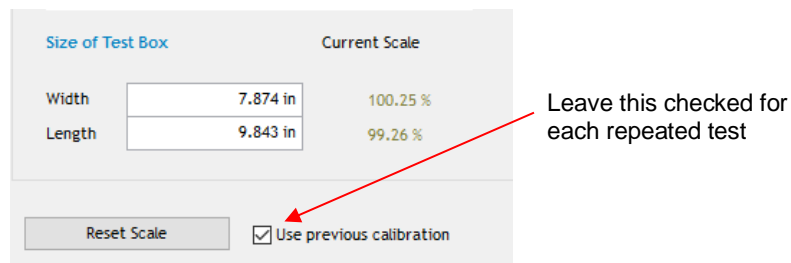 Size of Test Box Current Scale
Width 7.874 in 100.25 %
Length 9.843 in 99.26 %
Leave this checked for
each repeated test
Reset Scale Use previous calibration